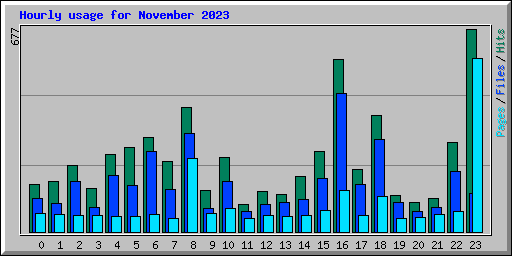 Hourly usage for November 2023
677
Pages/Files/Hits
0 1 2 3 4 5 6 7 8 9 10 11 12 13 14 15 16 17 18 19 20 21 22 23